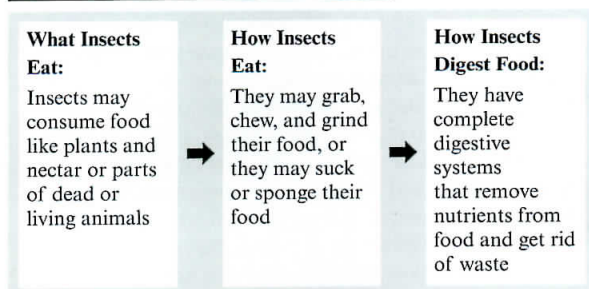 What Insects
Eat:
Insects may
consume food
like plants and
nectar or parts
of dead or
living animals
How Insects
Eat:
They may grab,
chew, and grind
their food, or
they may suck
or sponge their
food
How Insects
Digest Food:
They have
complete
digestive
systems
that remove
nutrients from
food and get rid
of waste